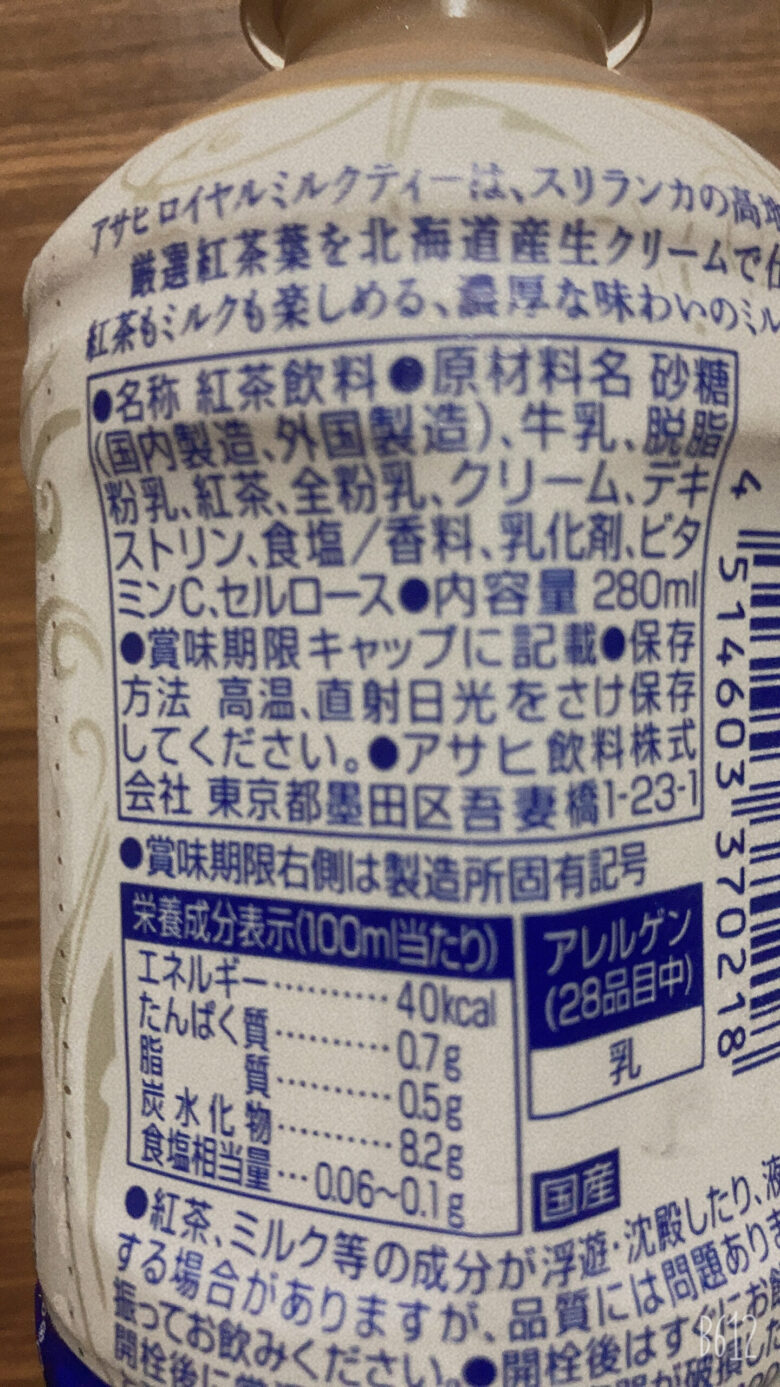 アサヒ ロイヤルミルクティーは、スリランカの高地
厳選紅茶葉を北海道産生クリームで仕
紅茶もミルクも楽しめる、濃厚な味わいのミル
●名称 紅茶飲料●原材料名 砂糖
(国内製造、外国製造)、牛乳、脱脂
粉乳、紅茶、全粉乳、クリーム、デキ
ストリン、食塩/香料、乳化剤、ビタ
ミンC、セルロース●内容量 280ml
●賞味期限キャップに記載●保存
方法 高温、直射日光をさけ保存
してください。●アサヒ飲料株式
会社 東京都墨田区吾妻橋1-23-1
●賞味期限右側は製造所固有記号
4 514603 370218
栄養成分表示(100ml当たり)
エネルギー………… 40kcal
たんぱく質………… 0.7g
脂質………… 0.5g
炭水化物………… 8.2g
食塩相当量… 0.06~0.1g
アレルゲン
(28品目中)
乳
国産
●紅茶、ミルク等の成分が浮遊・沈殿したり、液
する場合がありますが、品質には問題ありま
振ってお飲みください。●開栓後はすぐにお飲
開栓後に
が破損
B612